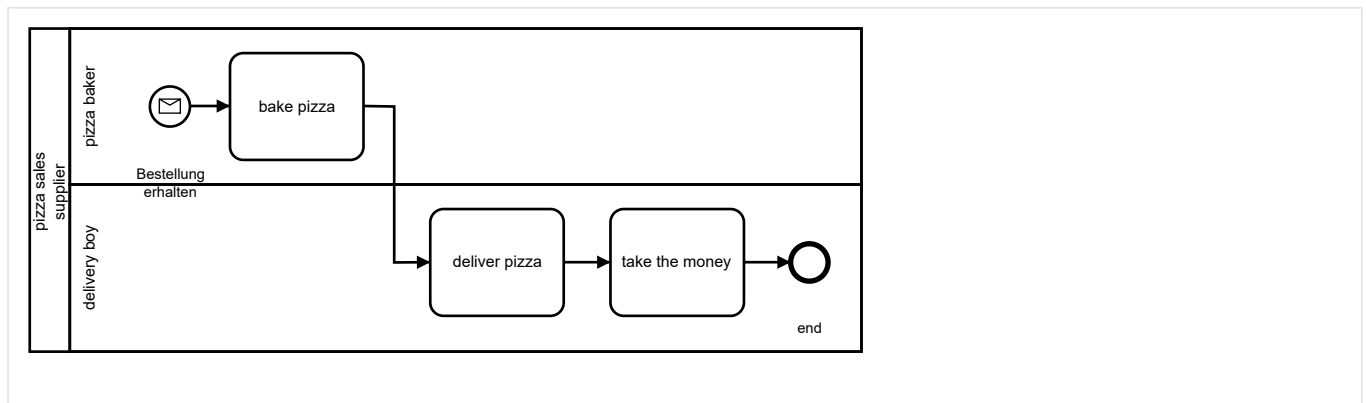 pizza sales
supplier
pizza baker
bake pizza
Bestellung
erhalten
delivery boy
deliver pizza
take the money
end